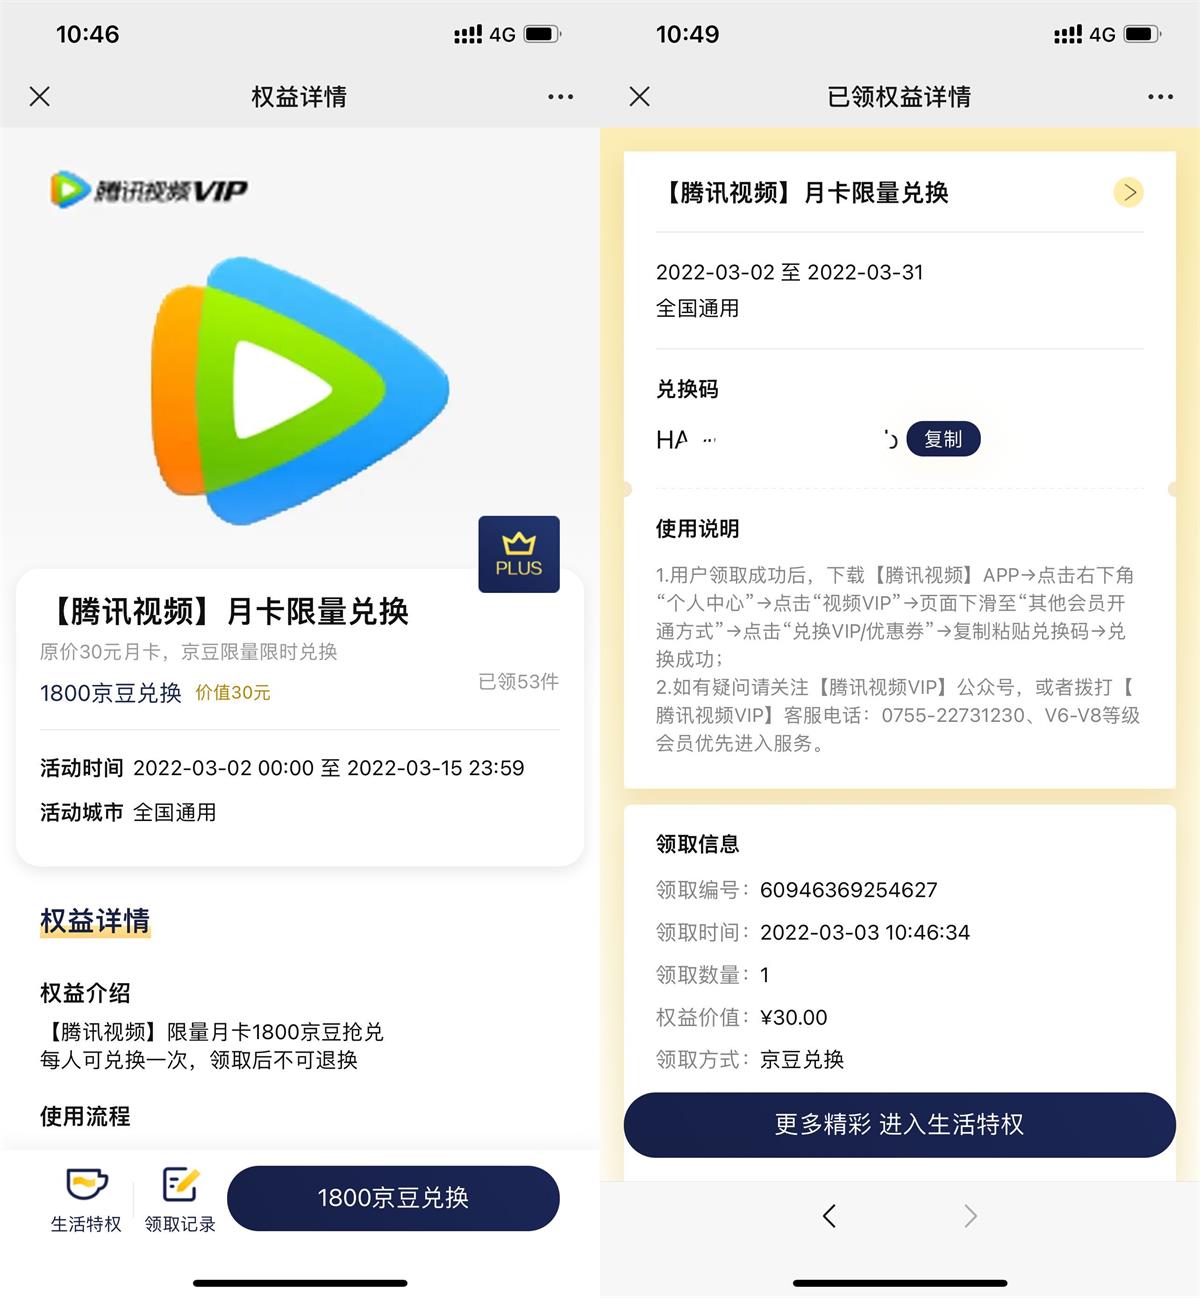 10:46
4G
权益详情
腾讯视频VIP
PLUS
【腾讯视频】月卡限量兑换
原价30元月卡，京豆限量限时兑换
1800京豆兑换 价值30元
已领53件
活动时间 2022-03-02 00:00 至 2022-03-15 23:59
活动城市 全国通用
权益详情
权益介绍
【腾讯视频】限量月卡1800京豆抢兑
每人可兑换一次，领取后不可退换
使用流程
生活特权
领取记录
1800京豆兑换
10:49
4G
已领权益详情
【腾讯视频】月卡限量兑换
2022-03-02 至 2022-03-31
全国通用
兑换码
HA
复制
使用说明
1.用户领取成功后，下载【腾讯视频】APP→点击右下角
“个人中心”→点击“视频VIP”→页面下滑至“其他会员开
通方式”→点击“兑换VIP/优惠券”→复制粘贴兑换码→兑
换成功；
2.如有疑问请关注【腾讯视频VIP】公众号，或者拨打【
腾讯视频VIP】客服电话：0755-22731230、V6-V8等级
会员优先进入服务。
领取信息
领取编号：60946369254627
领取时间：2022-03-03 10:46:34
领取数量：1
权益价值：¥30.00
领取方式：京豆兑换
更多精彩 进入生活特权